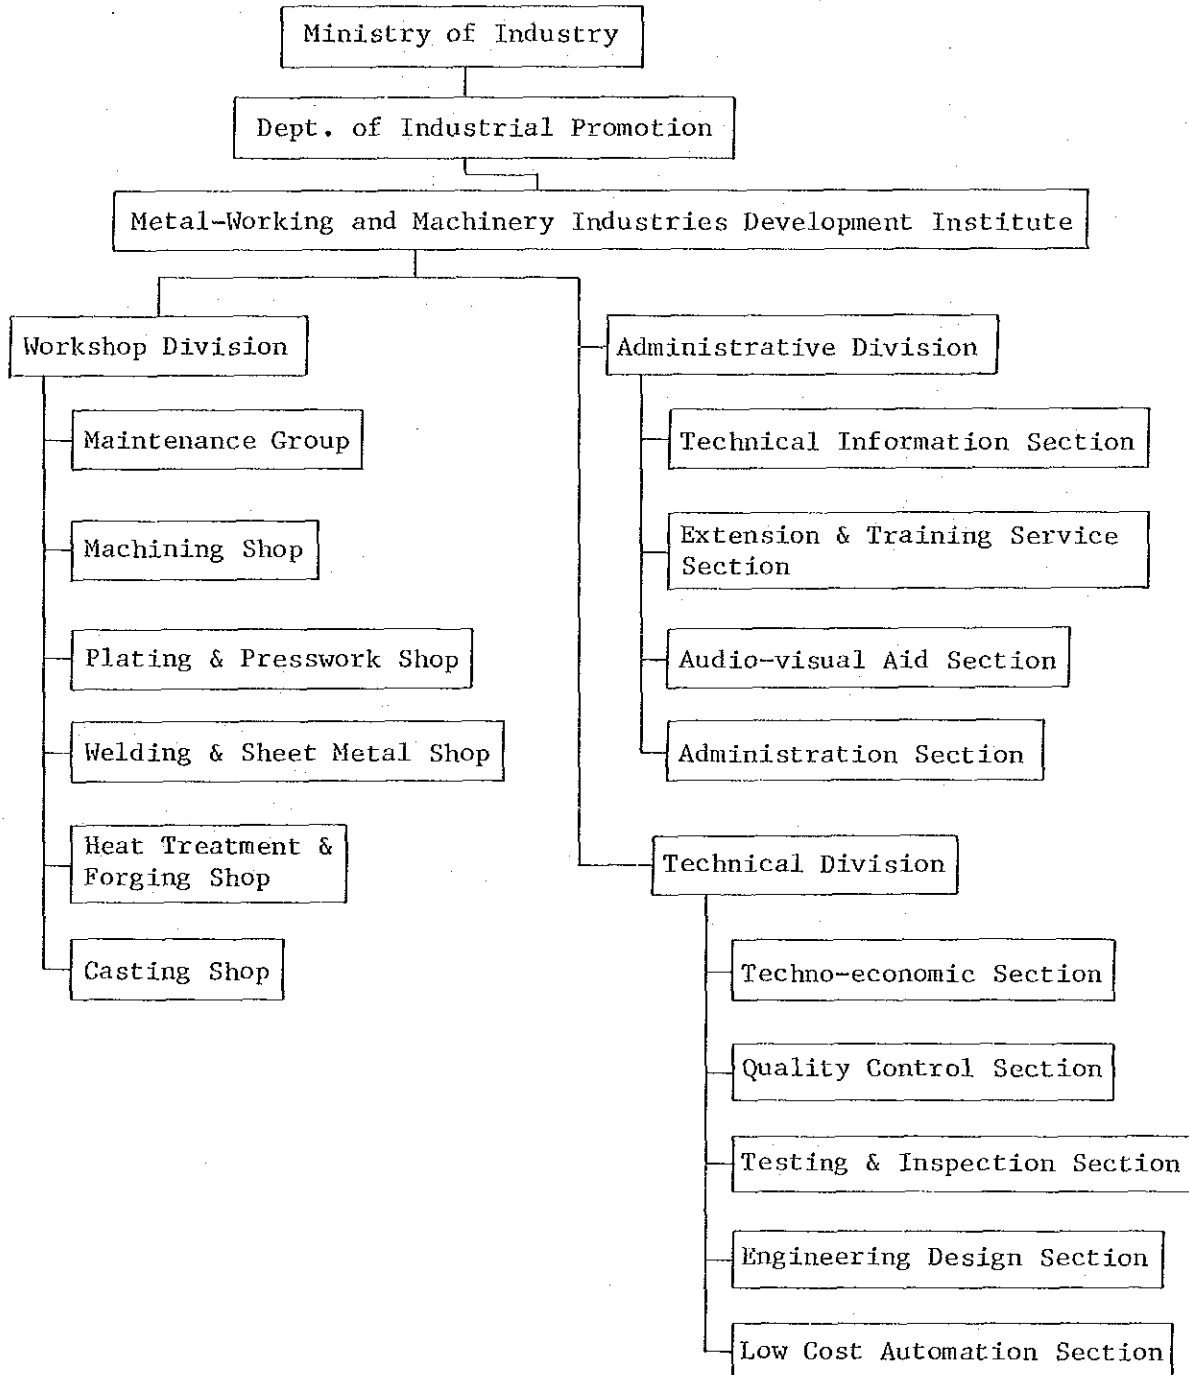 Ministry of Industry
Dept. of Industrial Promotion
Metal-Working and Machinery Industries Development Institute
Workshop Division
Maintenance Group
Machining Shop
Plating & Presswork Shop
Welding & Sheet Metal Shop
Heat Treatment &
Forging Shop
Casting Shop
Administrative Division
Technical Information Section
Extension & Training Service
Section
Audio-visual Aid Section
Administration Section
Technical Division
Techno-economic Section
Quality Control Section
Testing & Inspection Section
Engineering Design Section
Low Cost Automation Section